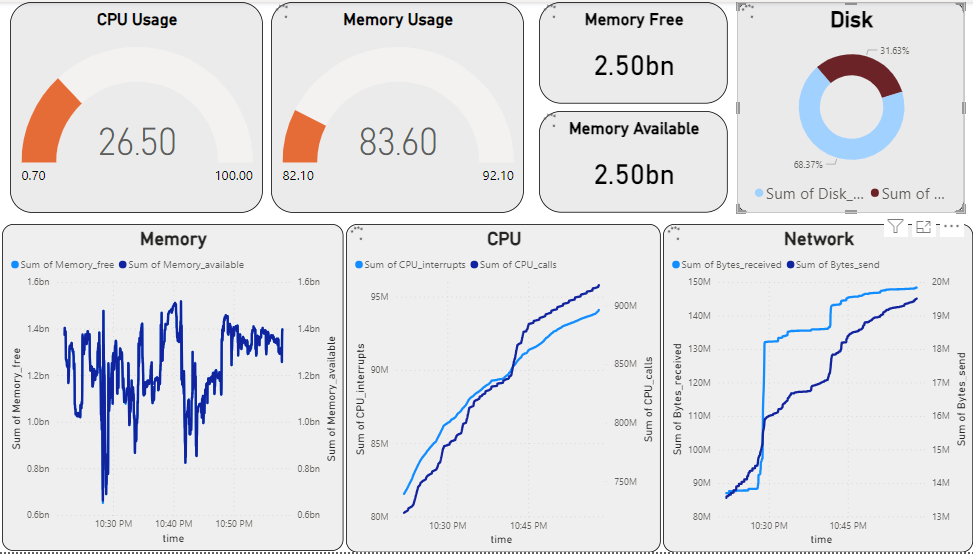 CPU Usage
26.50
0.70
100.00
Memory Usage
83.60
82.10
92.10
Memory Free
2.50bn
Memory Available
2.50bn
Disk
31.63%
68.37%
Sum of Disk_... Sum of ...
Memory
Sum of Memory_free Sum of Memory_available
1.6bn
1.4bn
1.2bn
1.0bn
0.8bn
0.6bn
Sum of Memory_free
1.6bn
1.4bn
1.2bn
1.0bn
0.8bn
0.6bn
Sum of Memory_available
10:30 PM 10:40 PM 10:50 PM
time
CPU
Sum of CPU_interrupts Sum of CPU_calls
95M
90M
85M
80M
Sum of CPU_interrupts
900M
850M
800M
750M
Sum of CPU_calls
10:30 PM 10:45 PM
time
Network
Sum of Bytes_received Sum of Bytes_send
150M
140M
130M
120M
110M
100M
90M
80M
Sum of Bytes_received
20M
19M
18M
17M
16M
15M
14M
13M
Sum of Bytes_send
10:30 PM 10:45 PM
time